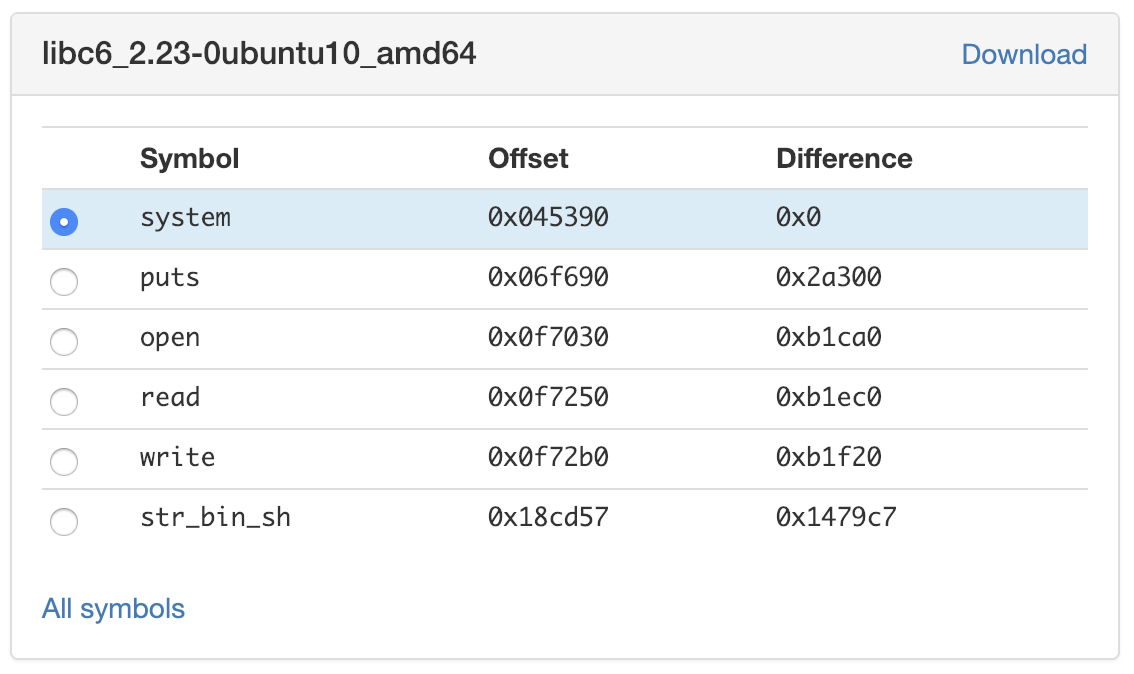 libc6_2.23-0ubuntu10_amd64 Download
Symbol Offset Difference
system 0x045390 0x0
puts 0x06f690 0x2a300
open 0x0f7030 0xb1ca0
read 0x0f7250 0xb1ec0
write 0x0f72b0 0xb1f20
str_bin_sh 0x18cd57 0x1479c7
All symbols